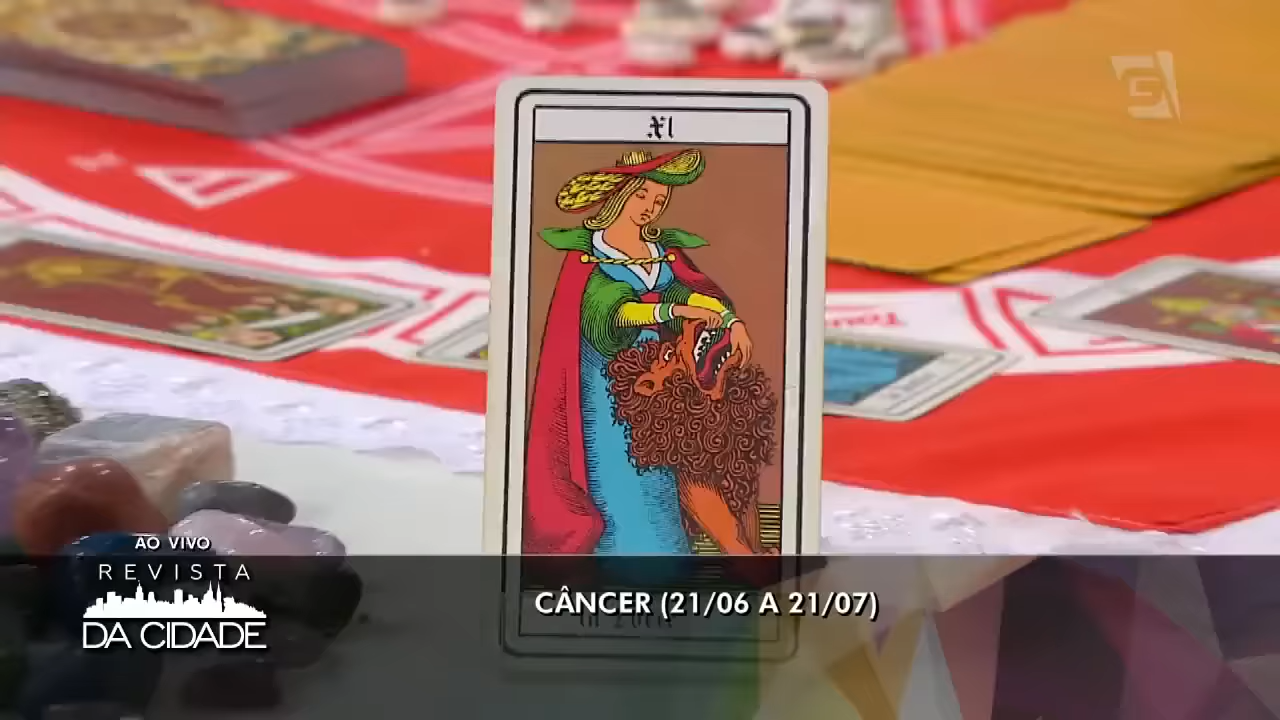 XI
AO VIVO
REVISTA
DA CIDADE
CÂNCER (21/06 A 21/07)